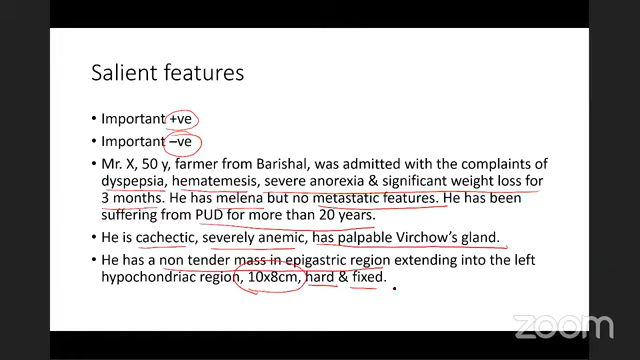 Salient features
• Important +ve
• Important –ve
• Mr. X, 50 y, farmer from Barishal, was admitted with the complaints of
dyspepsia, hematemesis, severe anorexia & significant weight loss for
3 months. He has melena but no metastatic features. He has been
suffering from PUD for more than 20 years.
• He is cachectic, severely anemic, has palpable Virchow's gland.
• He has a non tender mass in epigastric region extending into the left
hypochondriac region, 10x8cm, hard & fixed.
zoom